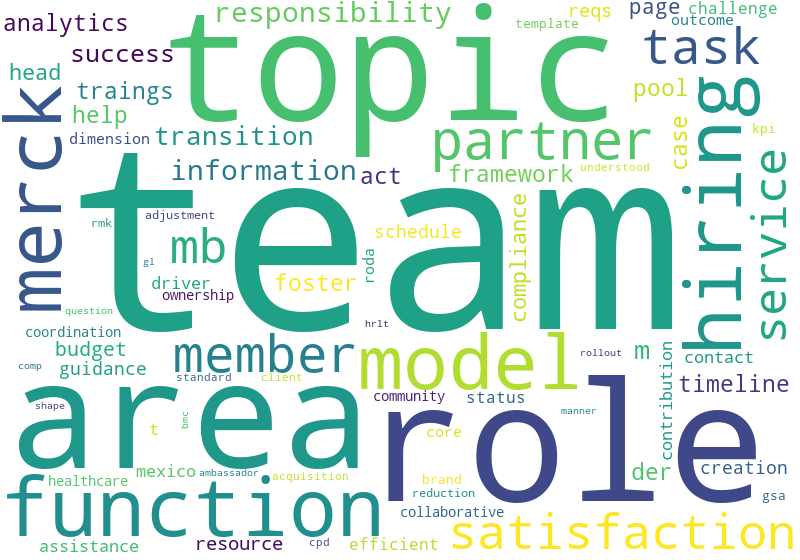 analytics
topic
responsibility
template
reqs
page
challenge
outcome
success
task
head
traings
help
partner
pool
hiring
merck
dimension
transition
case
kpi
information
act
framework
understood
team
service
rmk
adjustment
mb
schedule
compliance
gl
driver
roda
foster
ownership
question
hrlt
coordination
budget
member
model
rollout
m
contact
comp
guidance
standard
client
timeline
area
role
shape
community
status
contribution
manner
t
bmc
core
mexico
ambassador
der
creation
healthcare
acquisition
brand
function
reduction
gsa
collaborative
satisfaction
assistance
resource
cpd
efficient